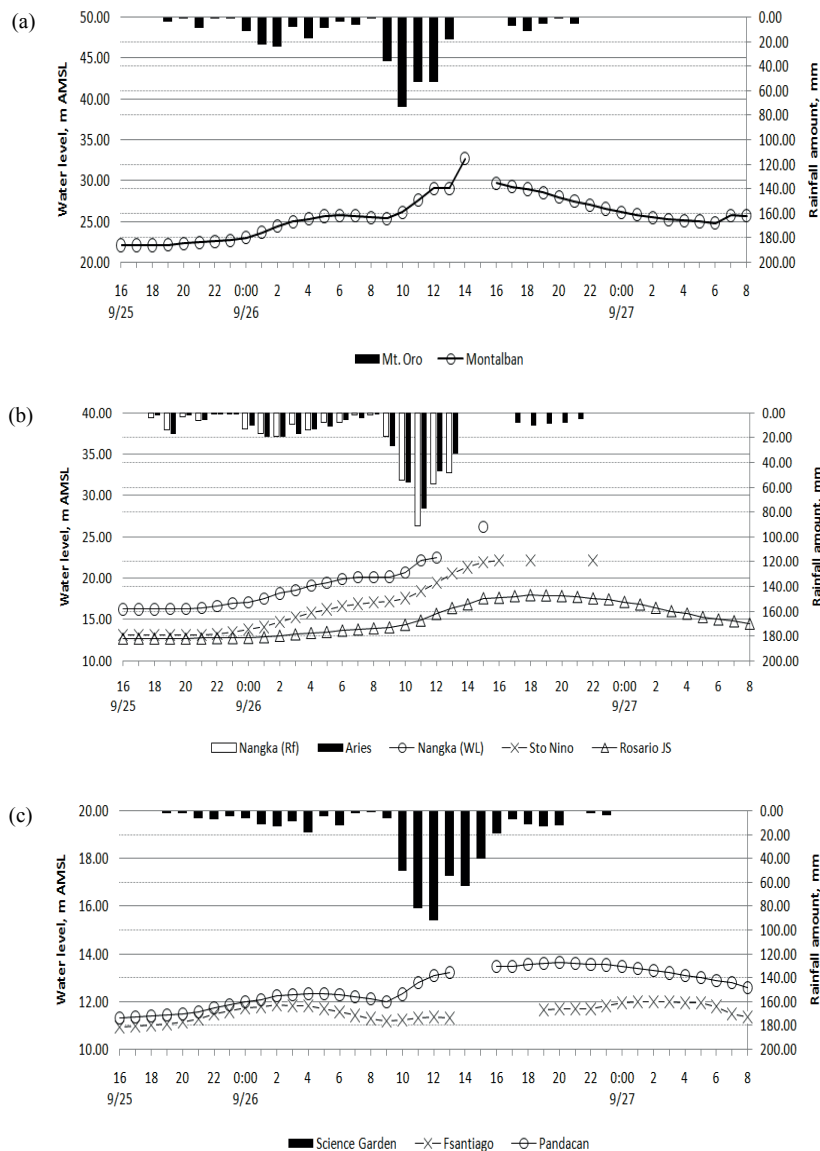 (a)
Water level, m AMSL
50.00
45.00
40.00
35.00
30.00
25.00
20.00
0.00
20.00
40.00
60.00
80.00
100.00
120.00
140.00
160.00
180.00
200.00
Rainfall amount, mm
16 18 20 22 0:00 2 4 6 8 10 12 14 16 18 20 22 0:00 2 4 6 8
9/25 9/26 9/27
Mt. Oro Montalban
(b)
Water level, m AMSL
40.00
35.00
30.00
25.00
20.00
15.00
10.00
0.00
20.00
40.00
60.00
80.00
100.00
120.00
140.00
160.00
180.00
200.00
Rainfall amount, mm
16 18 20 22 0:00 2 4 6 8 10 12 14 16 18 20 22 0:00 2 4 6 8
9/25 9/26 9/27
Nangka (Rf) Aries Nangka (WL) Sto Nino Rosario JS
(c)
Water level, m AMSL
20.00
18.00
16.00
14.00
12.00
10.00
0.00
20.00
40.00
60.00
80.00
100.00
120.00
140.00
160.00
180.00
200.00
Rainfall amount, mm
16 18 20 22 0:00 2 4 6 8 10 12 14 16 18 20 22 0:00 2 4 6 8
9/25 9/26 9/27
Science Garden Fsantiago Pandacan